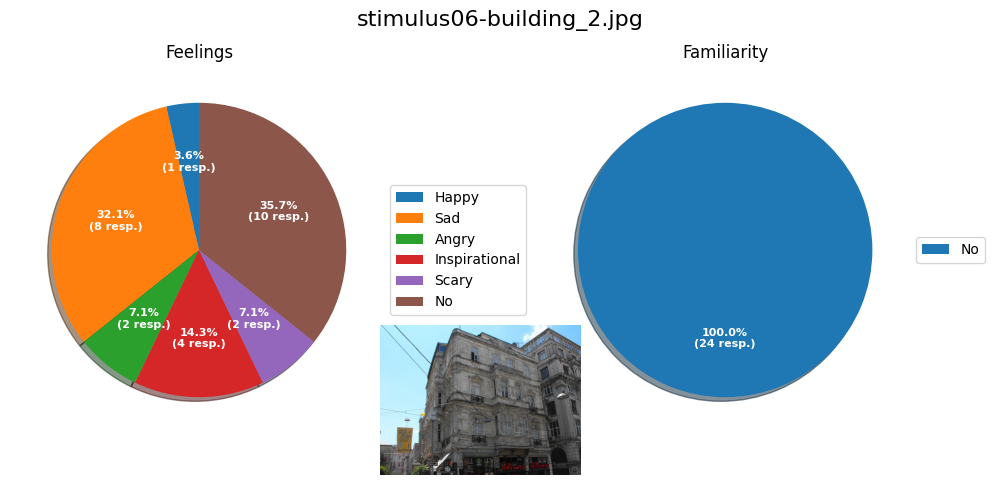 stimulus06-building_2.jpg
Feelings
Familiarity
3.6%
(1 resp.)
32.1%
(8 resp.)
35.7%
(10 resp.)
7.1%
(2 resp.)
14.3%
(4 resp.)
7.1%
(2 resp.)
Happy
Sad
Angry
Inspirational
Scary
No
100.0%
(24 resp.)
No